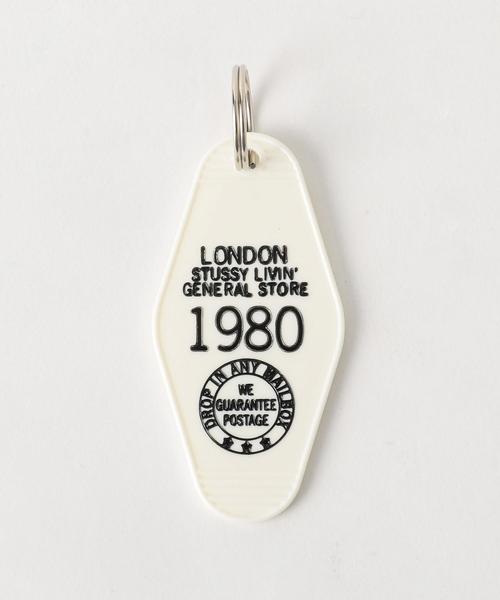 LONDON
STUSSY LIVIN'
GENERAL STORE
1980
DROP IN ANY MAILBOX
WE
GUARANTEE
POSTAGE